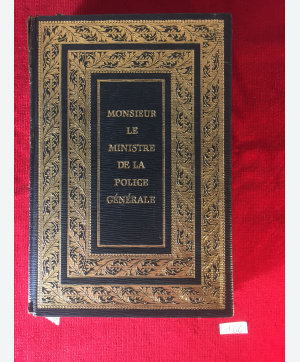 MONSIEUR
LE
MINISTRE
DE LA
POLICE
GÉNÉRALE